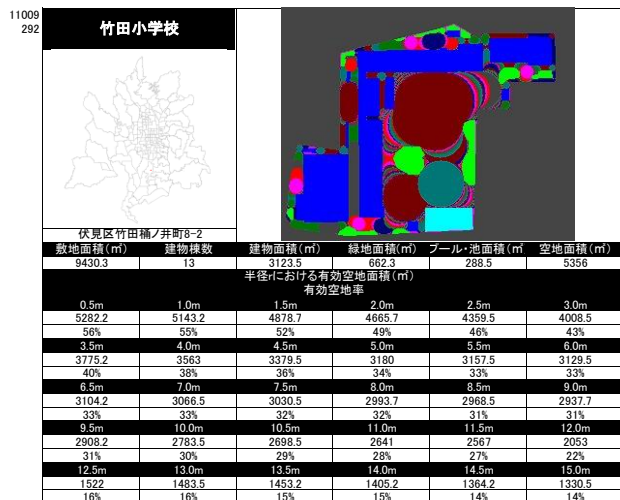 11009
292
竹田小学校
伏見区竹田桶ノ井町8-2
敷地面積(㎡) 建物棟数 建物面積(㎡) 緑地面積(㎡) プール・池面積(㎡ 空地面積(㎡)
9430.3 13 3123.5 662.3 288.5 5356
半径rにおける有効空地面積(㎡)
有効空地率
0.5m 1.0m 1.5m 2.0m 2.5m 3.0m
5282.2 5143.2 4878.7 4665.7 4359.5 4008.5
56% 55% 52% 49% 46% 43%
3.5m 4.0m 4.5m 5.0m 5.5m 6.0m
3775.2 3563 3379.5 3180 3157.5 3129.5
40% 38% 36% 34% 33% 33%
6.5m 7.0m 7.5m 8.0m 8.5m 9.0m
3104.2 3066.5 3030.5 2993.7 2968.5 2937.7
33% 33% 32% 32% 31% 31%
9.5m 10.0m 10.5m 11.0m 11.5m 12.0m
2908.2 2783.5 2698.5 2641 2567 2053
31% 30% 29% 28% 27% 22%
12.5m 13.0m 13.5m 14.0m 14.5m 15.0m
1522 1483.5 1453.2 1405.2 1364.2 1330.5
16% 16% 15% 15% 14% 14%